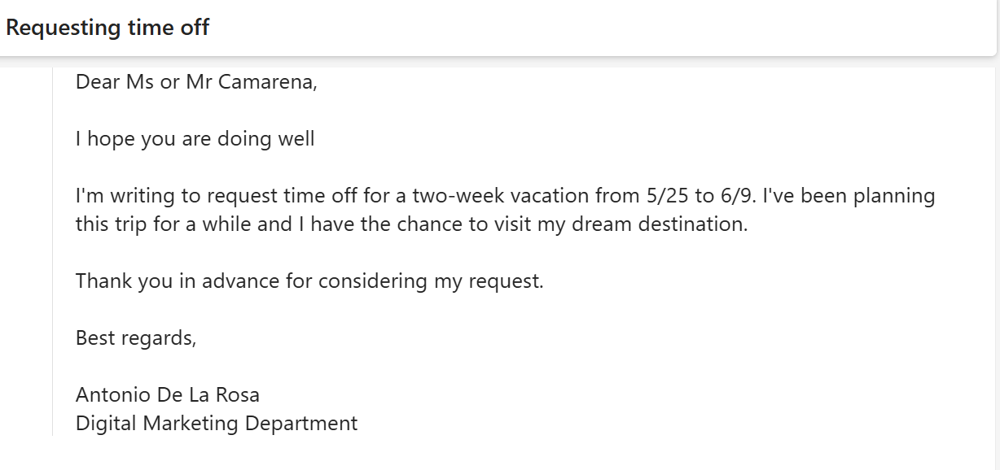 Requesting time off
Dear Ms or Mr Camarena,
I hope you are doing well
I'm writing to request time off for a two-week vacation from 5/25 to 6/9. I've been planning
this trip for a while and I have the chance to visit my dream destination.
Thank you in advance for considering my request.
Best regards,
Antonio De La Rosa
Digital Marketing Department